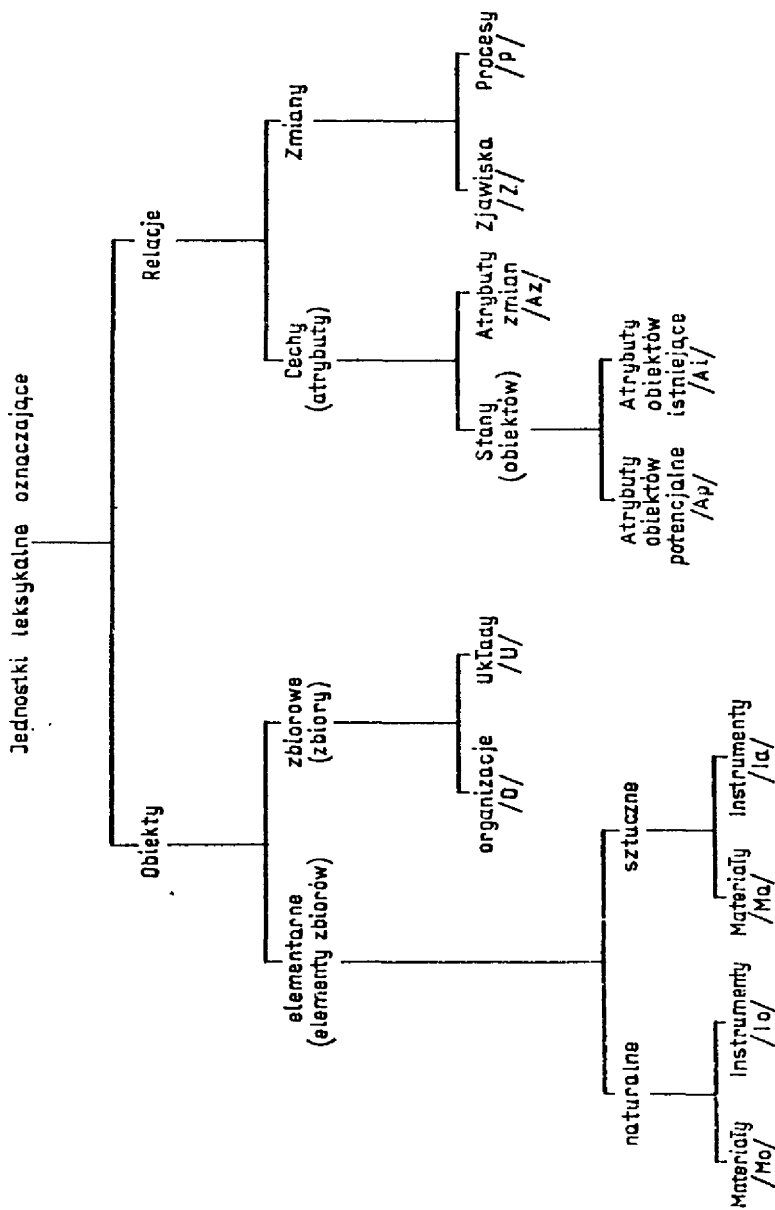 Jednostki leksykalne oznaczające
Obiekty
Relacje
elementarne
(elementy zbiorów)
zbiorowe
(zbiory)
Cechy
(atrybuty)
Zmiany
organizacje
/O/
układy
/U/
Stany
(obiektów)
Atrybuty
zmian
/Az/
Zjawiska
/Z/
Procesy
/P/
naturalne
sztuczne
Atrybuty
obiektów
potencjalne
/Ap/
Atrybuty
obiektów
istniejące
/Ai/
Materiały
/Mo/
Instrumenty
/Io/
Materiały
/Ma/
Instrumenty
/Ia/